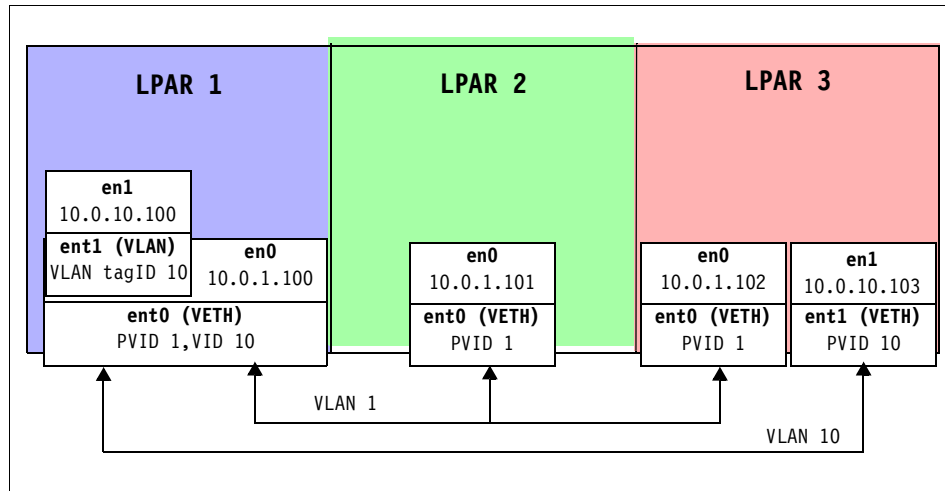 LPAR 1
LPAR 2
LPAR 3
en1
10.0.10.100
ent1 (VLAN)
VLAN tagID 10
en0
10.0.1.100
ent0 (VETH)
PVID 1,VID 10
en0
10.0.1.101
ent0 (VETH)
PVID 1
en0
10.0.1.102
ent0 (VETH)
PVID 1
en1
10.0.10.103
ent1 (VETH)
PVID 10
VLAN 1
VLAN 10